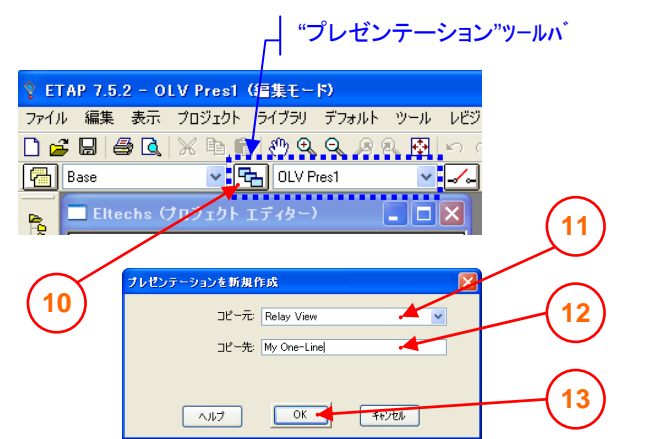 “プレゼンテーション”ツールバ
ETAP 7.5.2 - OLV Pres1 (編集モード)
ファイル 編集 表示 プロジェクト ライブラリ デフォルト ツール レビジ
Base OLV Pres1
Eltechs (プロジェクト エディター)
11
10
プレゼンテーションを新規作成
コピー元: Relay View
12
コピー先: My One-Line
13
ヘルプ OK キャンセル